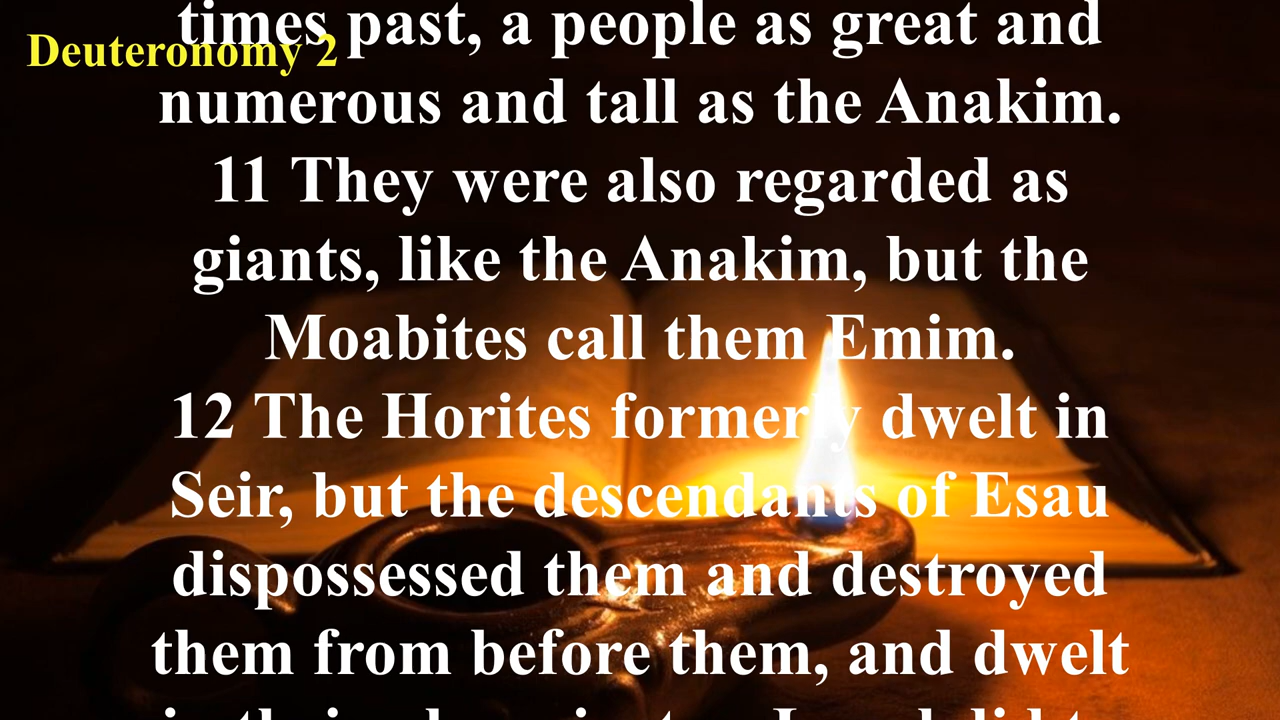 times past, a people as great and
Deuteronomy 2
numerous and tall as the Anakim.
11 They were also regarded as
giants, like the Anakim, but the
Moabites call them Emim.
12 The Horites formerly dwelt in
Seir, but the descendants of Esau
dispossessed them and destroyed
them from before them, and dwelt